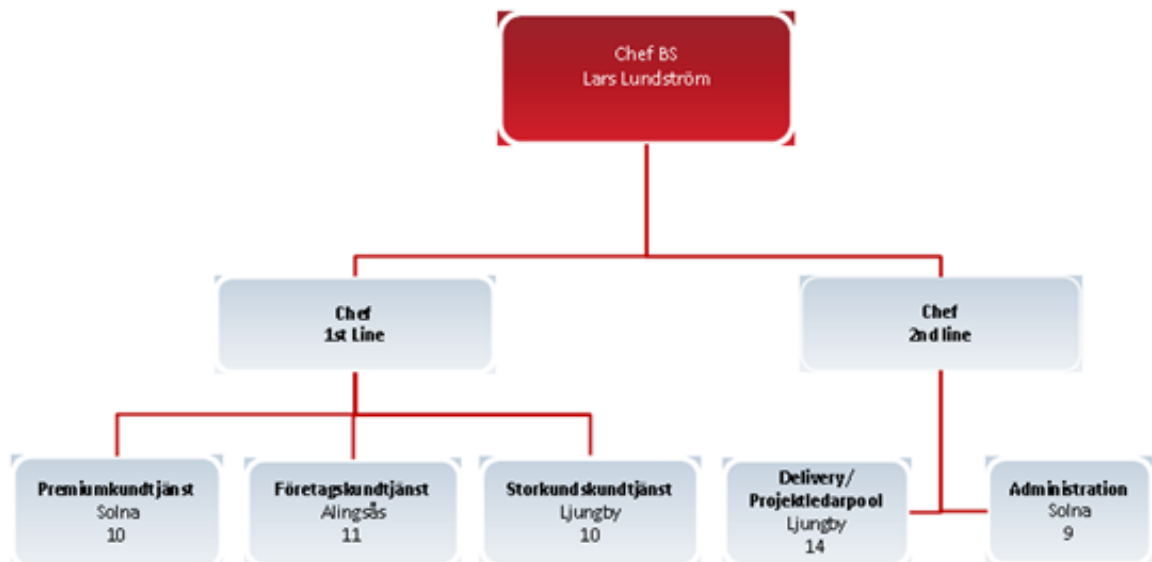 Chef BS
Lars Lundström
Chef
1st Line
Chef
2nd line
Premiumkundtjänst
Solna
10
Företagskundtjänst
Alingsås
11
Storkundskundtjänst
Ljungby
10
Delivery/
Projektledarpool
Ljungby
14
Administration
Solna
9